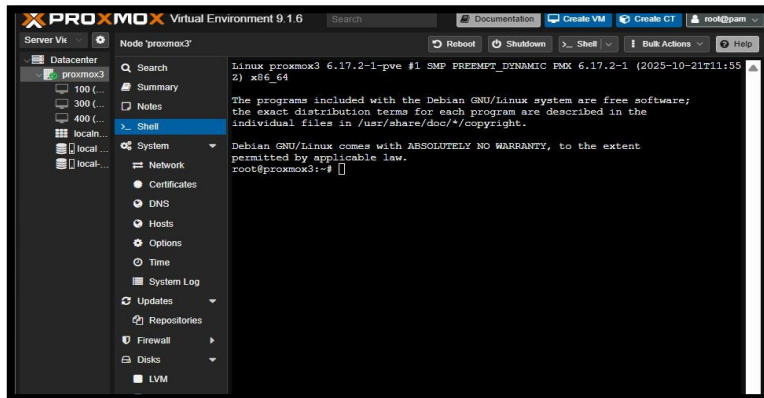 PROXMOX Virtual Environment 9.1.6 Search Documentation Create VM Create CT root@pam
Server Vie Node 'proxmox3' Reboot Shutdown Shell Bulk Actions Help
Datacenter
proxmox3
100 (...
300 (...
400 (...
localn...
local ...
local-...
Search
Summary
Notes
>_ Shell
System
Network
Certificates
DNS
Hosts
Options
Time
System Log
Updates
Repositories
Firewall
Disks
LVM
Linux proxmox3 6.17.2-1-pve #1 SMP PREEMPT_DYNAMIC PMX 6.17.2-1 (2025-10-21T11:55
Z) x86_64
The programs included with the Debian GNU/Linux system are free software;
the exact distribution terms for each program are described in the
individual files in /usr/share/doc/*/copyright.
Debian GNU/Linux comes with ABSOLUTELY NO WARRANTY, to the extent
permitted by applicable law.
root@proxmox3:~#